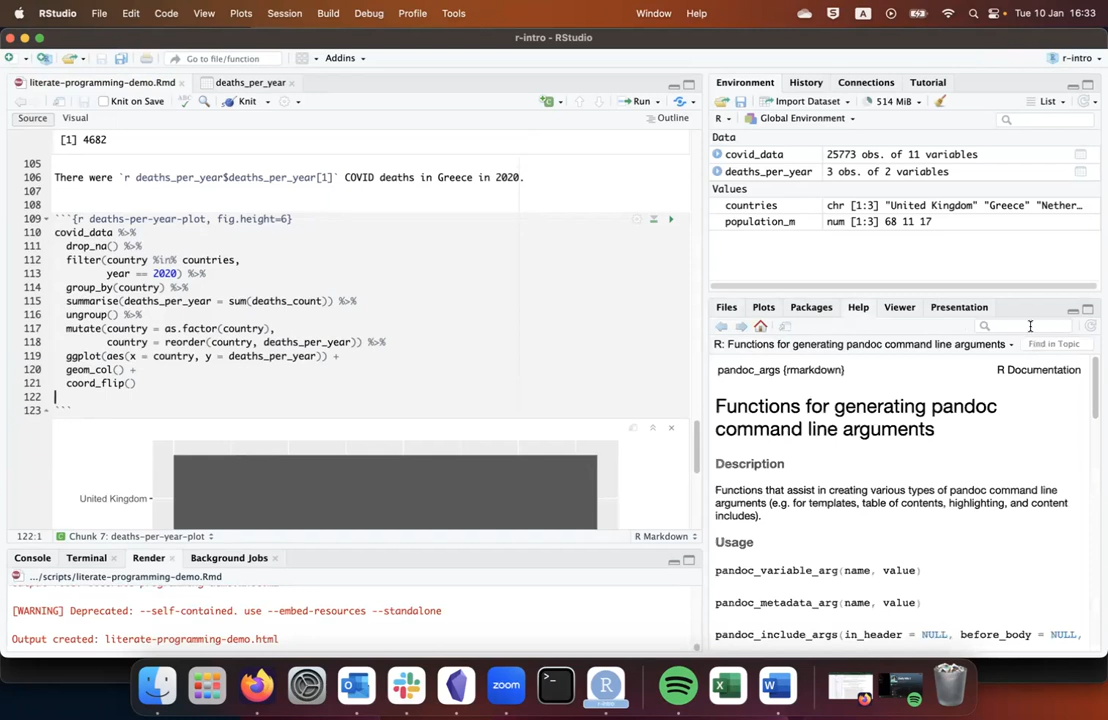 RStudio File Edit Code View Plots Session Build Debug Profile Tools Window Help Tue 10 Jan 16:33
r-intro - RStudio
Go to file/function Addins r-intro
literate-programming-demo.Rmd deaths_per_year
Knit on Save Knit Run
Source Visual Outline
[1] 4682
105
106 There were `r deaths_per_year$deaths_per_year[1]` COVID deaths in Greece in 2020.
107
108
109 ```{r deaths-per-year-plot, fig.height=6}
110 covid_data %>%
111 drop_na() %>%
112 filter(country %in% countries,
113 year == 2020) %>%
114 group_by(country) %>%
115 summarise(deaths_per_year = sum(deaths_count)) %>%
116 ungroup() %>%
117 mutate(country = as.factor(country),
118 country = reorder(country, deaths_per_year)) %>%
119 ggplot(aes(x = country, y = deaths_per_year)) +
120 geom_col() +
121 coord_flip()
122
123 ```
United Kingdom
122:1 Chunk 7: deaths-per-year-plot R Markdown
Console Terminal Render Background Jobs
.../scripts/literate-programming-demo.Rmd
[WARNING] Deprecated: --self-contained. use --embed-resources --standalone
Output created: literate-programming-demo.html
Environment History Connections Tutorial
Import Dataset 514 MiB List
R Global Environment
Data
covid_data 25773 obs. of 11 variables
deaths_per_year 3 obs. of 2 variables
Values
countries chr [1:3] "United Kingdom" "Greece" "Nether…
population_m num [1:3] 68 11 17
Files Plots Packages Help Viewer Presentation
R: Functions for generating pandoc command line arguments Find in Topic
pandoc_args {rmarkdown} R Documentation
Functions for generating pandoc
command line arguments
Description
Functions that assist in creating various types of pandoc command line
arguments (e.g. for templates, table of contents, highlighting, and content
includes).
Usage
pandoc_variable_arg(name, value)
pandoc_metadata_arg(name, value)
pandoc_include_args(in_header = NULL, before_body = NULL,
zoom